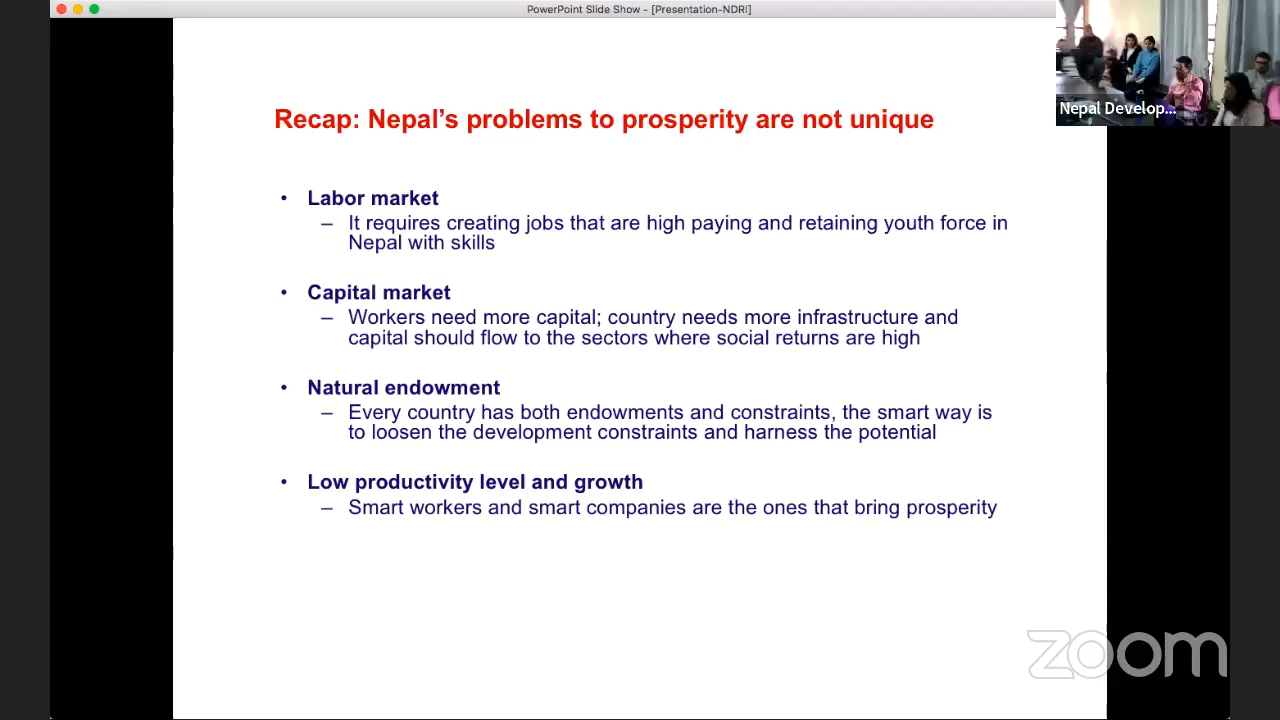 PowerPoint Slide Show - [Presentation-NDRI]
Nepal Develop...
Recap: Nepal's problems to prosperity are not unique
• Labor market
– It requires creating jobs that are high paying and retaining youth force in
Nepal with skills
• Capital market
– Workers need more capital; country needs more infrastructure and
capital should flow to the sectors where social returns are high
• Natural endowment
– Every country has both endowments and constraints, the smart way is
to loosen the development constraints and harness the potential
• Low productivity level and growth
– Smart workers and smart companies are the ones that bring prosperity
zoom